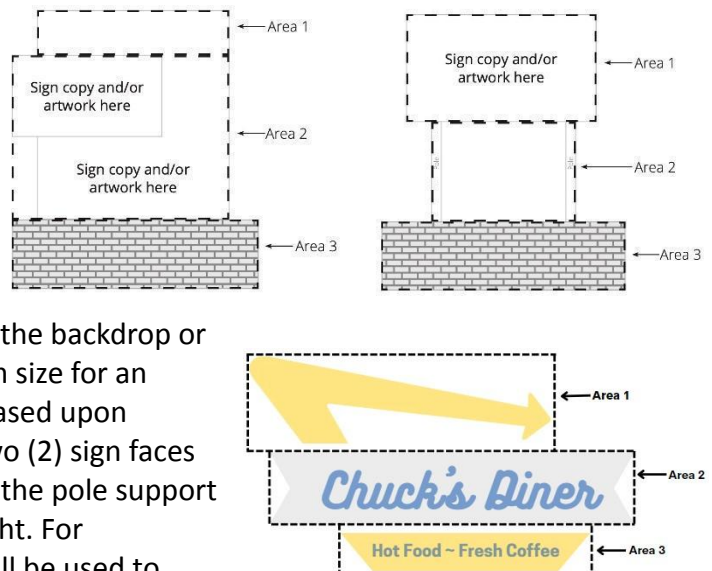 Area 1
Sign copy and/or
artwork here
Area 2
Sign copy and/or
artwork here
Area 3
Sign copy and/or
artwork here
Area 1
Pole
Pole
Area 2
Area 3
the backdrop or
size for an
ased upon
(2) sign faces
the pole support
ht. For
ll be used to
Area 1
Chuck's Diner
Area 2
Hot Food ~ Fresh Coffee
Area 3